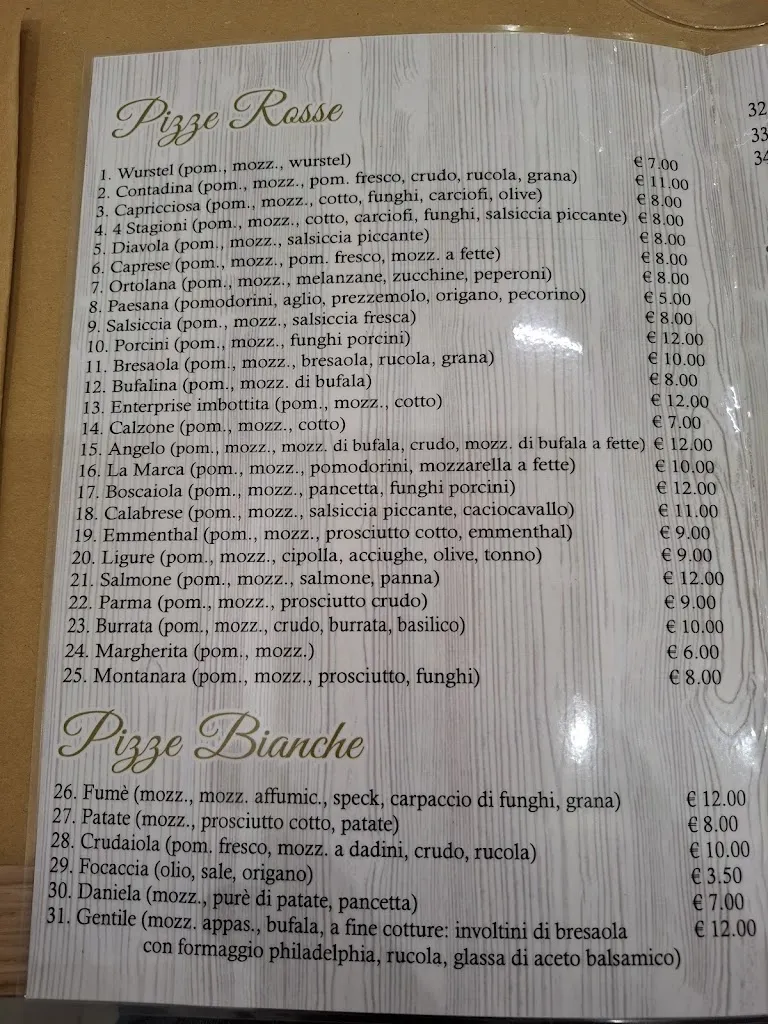 Pizze Rosse
1. Wurstel (pom., mozz., wurstel) € 7.00
2. Contadina (pom., mozz., pom. fresco, crudo, rucola, grana) € 11.00
3. Capricciosa (pom., mozz., cotto, funghi, carciofi, olive) € 8.00
4. 4 Stagioni (pom., mozz., cotto, carciofi, funghi, salsiccia piccante) € 8.00
5. Diavola (pom., mozz., salsiccia piccante) € 8.00
6. Caprese (pom., mozz., pom. fresco, mozz. a fette) € 8.00
7. Ortolana (pom., mozz., melanzane, zucchine, peperoni) € 8.00
8. Paesana (pomodorini, aglio, prezzemolo, origano, pecorino) € 5.00
9. Salsiccia (pom., mozz., salsiccia fresca) € 8.00
10. Porcini (pom., mozz., funghi porcini) € 12.00
11. Bresaola (pom., mozz., bresaola, rucola, grana) € 10.00
12. Bufalina (pom., mozz. di bufala) € 8.00
13. Enterprise imbottita (pom., mozz., cotto) € 12.00
14. Calzone (pom., mozz., cotto) € 7.00
15. Angelo (pom., mozz., mozz. di bufala, crudo, mozz. di bufala a fette) € 12.00
16. La Marca (pom., mozz., pomodorini, mozzarella a fette) € 10.00
17. Boscaiola (pom., mozz., pancetta, funghi porcini) € 12.00
18. Calabrese (pom., mozz., salsiccia piccante, caciocavallo) € 11.00
19. Emmenthal (pom., mozz., prosciutto cotto, emmenthal) € 9.00
20. Ligure (pom., mozz., cipolla, acciughe, olive, tonno) € 9.00
21. Salmone (pom., mozz., salmone, panna) € 12.00
22. Parma (pom., mozz., prosciutto crudo) € 9.00
23. Burrata (pom., mozz., crudo, burrata, basilico) € 10.00
24. Margherita (pom., mozz.) € 6.00
25. Montanara (pom., mozz., prosciutto, funghi) € 8.00
Pizze Bianche
26. Fumè (mozz., mozz. affumic., speck, carpaccio di funghi, grana) € 12.00
27. Patate (mozz., prosciutto cotto, patate) € 8.00
28. Crudaiola (pom. fresco, mozz. a dadini, crudo, rucola) € 10.00
29. Focaccia (olio, sale, origano) € 3.50
30. Daniela (mozz., purè di patate, pancetta) € 7.00
31. Gentile (mozz. appas., bufala, a fine cotture: involtini di bresaola € 12.00
con formaggio philadelphia, rucola, glassa di aceto balsamico)
32
33
34